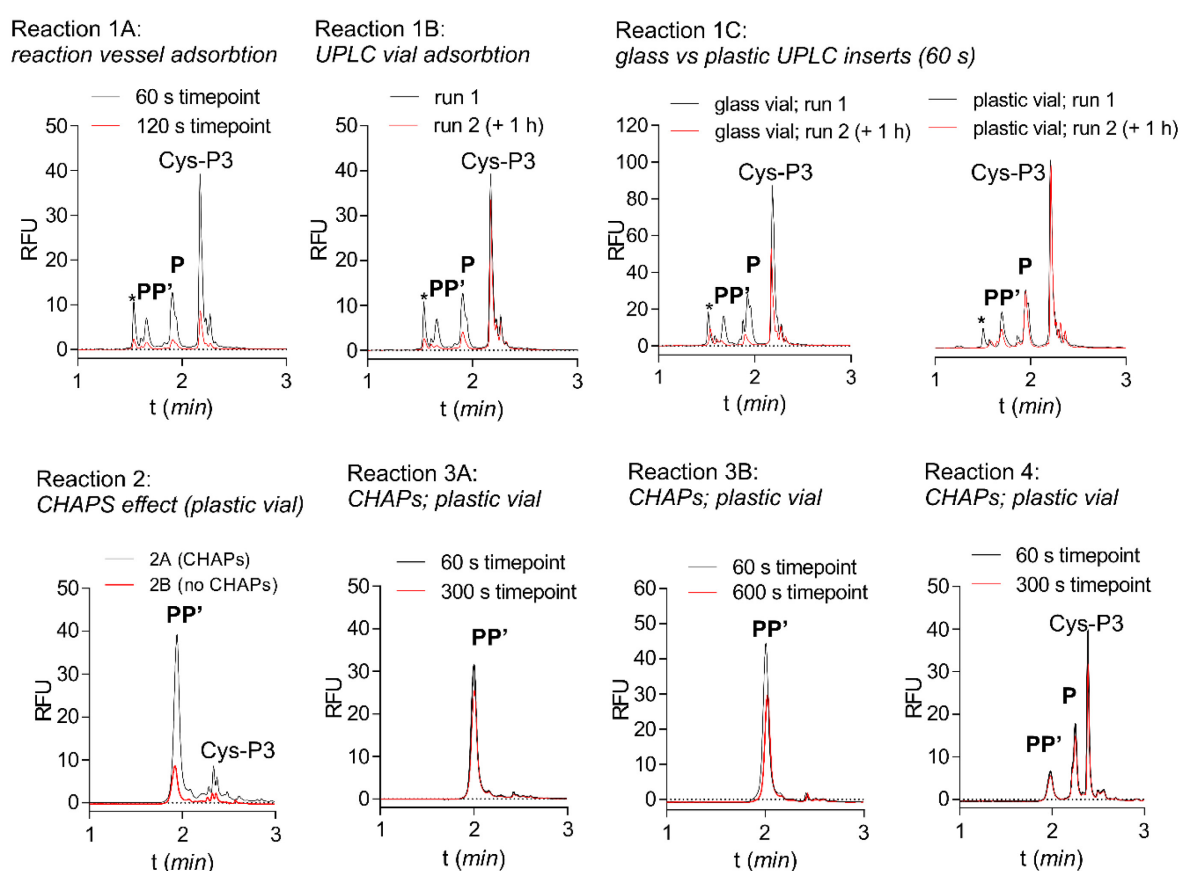 Reaction 1A:
reaction vessel adsorbtion
60 s timepoint
120 s timepoint
50
40
30
20
10
0
RFU
Cys-P3
P
PP’
*
1
2
3
t (min)
Reaction 1B:
UPLC vial adsorbtion
run 1
run 2 (+ 1 h)
50
40
30
20
10
0
RFU
Cys-P3
P
PP’
*
1
2
3
t (min)
Reaction 1C:
glass vs plastic UPLC inserts (60 s)
glass vial; run 1
glass vial; run 2 (+ 1 h)
plastic vial; run 1
plastic vial; run 2 (+ 1 h)
120
100
80
60
40
20
0
RFU
Cys-P3
P
PP’
*
1
2
3
t (min)
Cys-P3
P
PP’
*
1
2
3
t (min)
Reaction 2:
CHAPS effect (plastic vial)
2A (CHAPs)
2B (no CHAPs)
50
40
30
20
10
0
RFU
PP’
Cys-P3
1
2
3
t (min)
Reaction 3A:
CHAPs; plastic vial
60 s timepoint
300 s timepoint
50
40
30
20
10
0
RFU
PP’
1
2
3
t (min)
Reaction 3B:
CHAPs; plastic vial
60 s timepoint
600 s timepoint
60
50
40
30
20
10
0
RFU
PP’
1
2
3
t (min)
Reaction 4:
CHAPs; plastic vial
60 s timepoint
300 s timepoint
50
40
30
20
10
0
RFU
Cys-P3
P
PP’
1
2
3
t (min)